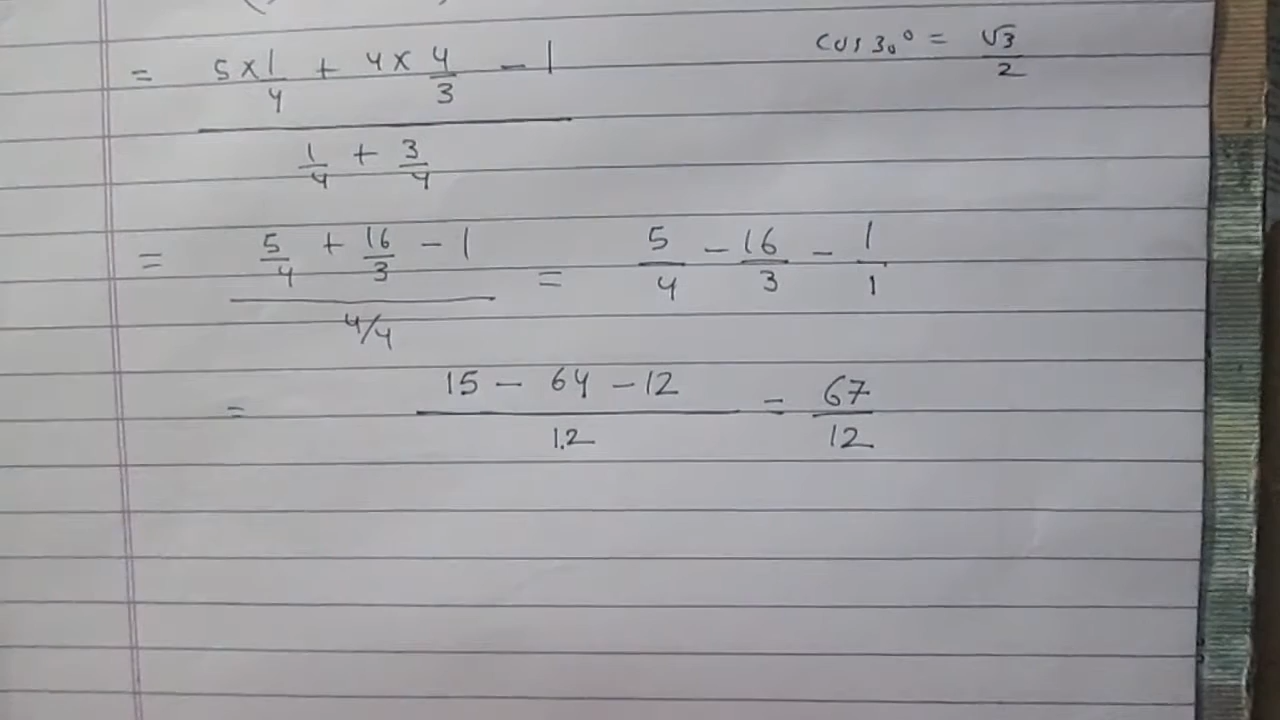 = (5 × 1/4 + 4 × 4/3 - 1) / (1/4 + 3/4) cos 30° = √3/2
= (5/4 + 16/3 - 1) / (4/4) = 5/4 - 16/3 - 1/1
= (15 - 64 - 12) / 12 = 67/12